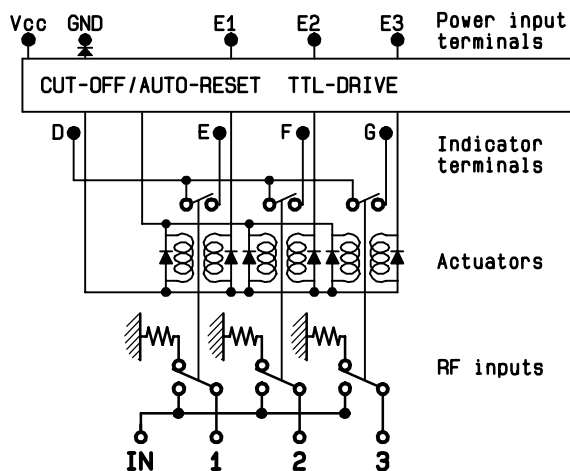 Vcc GND E1 E2 E3 Power input
terminals
CUT-OFF/AUTO-RESET TTL-DRIVE
D E F G Indicator
terminals
Actuators
RF inputs
IN 1 2 3